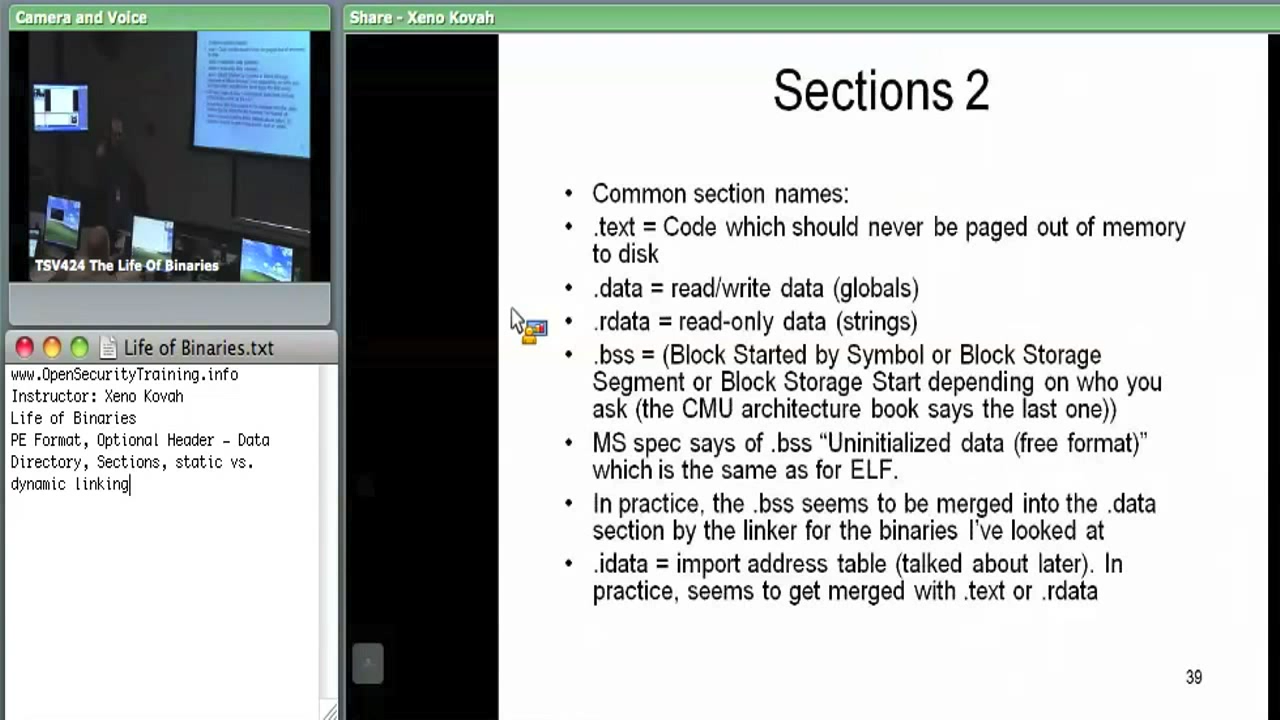 Camera and Voice
TSV424 The Life Of Binaries
Life of Binaries.txt
www.OpenSecurityTraining.info
Instructor: Xeno Kovah
Life of Binaries
PE Format, Optional Header – Data
Directory, Sections, static vs.
dynamic linking
Share - Xeno Kovah
Sections 2
• Common section names:
• .text = Code which should never be paged out of memory
to disk
• .data = read/write data (globals)
• .rdata = read-only data (strings)
• .bss = (Block Started by Symbol or Block Storage
Segment or Block Storage Start depending on who you
ask (the CMU architecture book says the last one))
• MS spec says of .bss “Uninitialized data (free format)”
which is the same as for ELF.
• In practice, the .bss seems to be merged into the .data
section by the linker for the binaries I’ve looked at
• .idata = import address table (talked about later). In
practice, seems to get merged with .text or .rdata
39